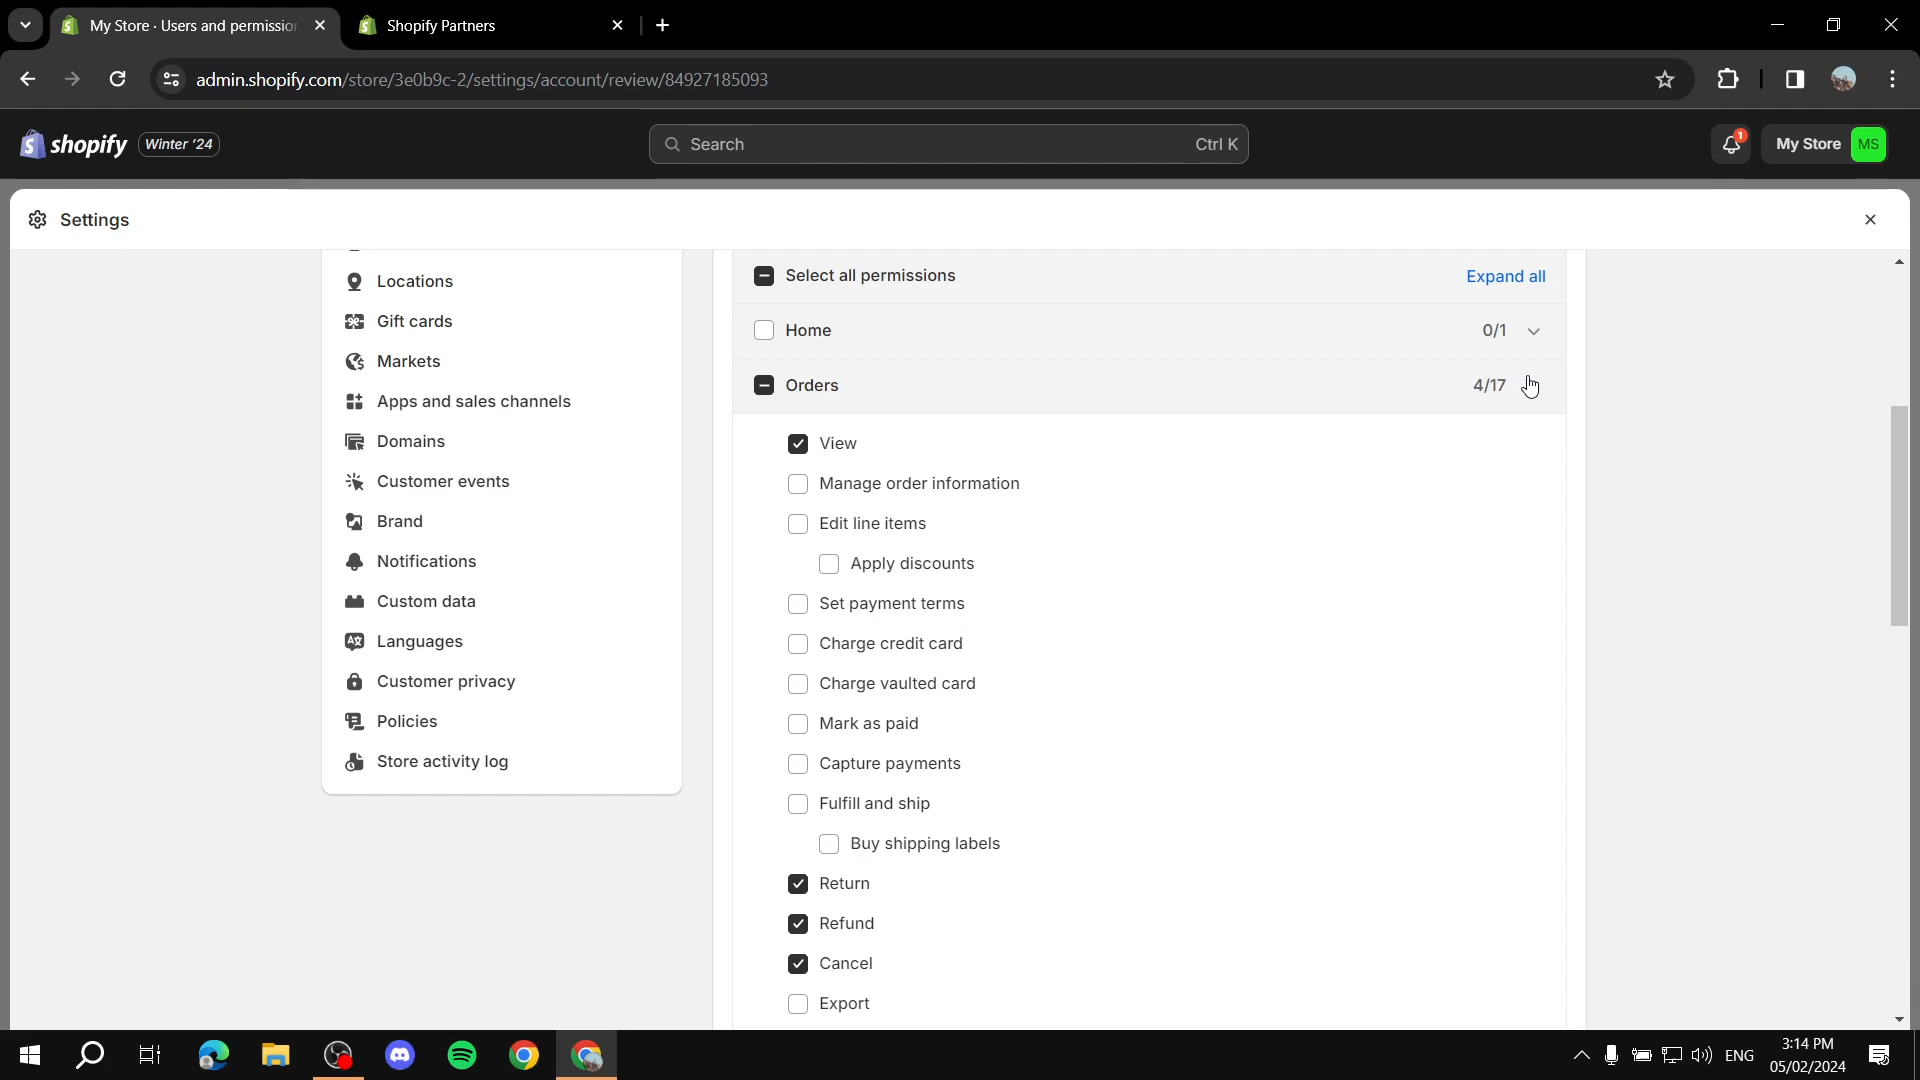 My Store · Users and permissio
Shopify Partners
admin.shopify.com/store/3e0b9c-2/settings/account/review/84927185093
shopify
Winter '24
Search
Ctrl K
1
My Store
MS
Settings
Locations
Gift cards
Markets
Apps and sales channels
Domains
Customer events
Brand
Notifications
Custom data
Languages
Customer privacy
Policies
Store activity log
Select all permissions
Expand all
Home
0/1
Orders
4/17
View
Manage order information
Edit line items
Apply discounts
Set payment terms
Charge credit card
Charge vaulted card
Mark as paid
Capture payments
Fulfill and ship
Buy shipping labels
Return
Refund
Cancel
Export
ENG
3:14 PM
05/02/2024